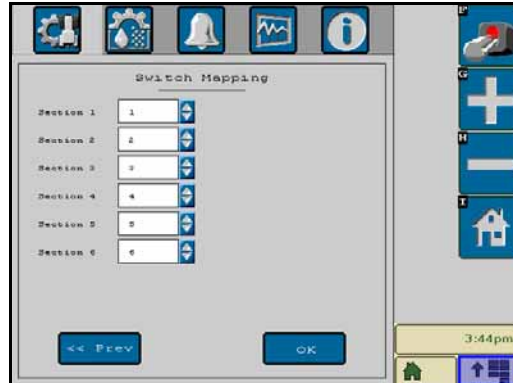 F
G
H
I
Switch Mapping
Section 1 1
Section 2 2
Section 3 3
Section 4 4
Section 5 5
Section 6 6
<< Prev OK
3:44pm